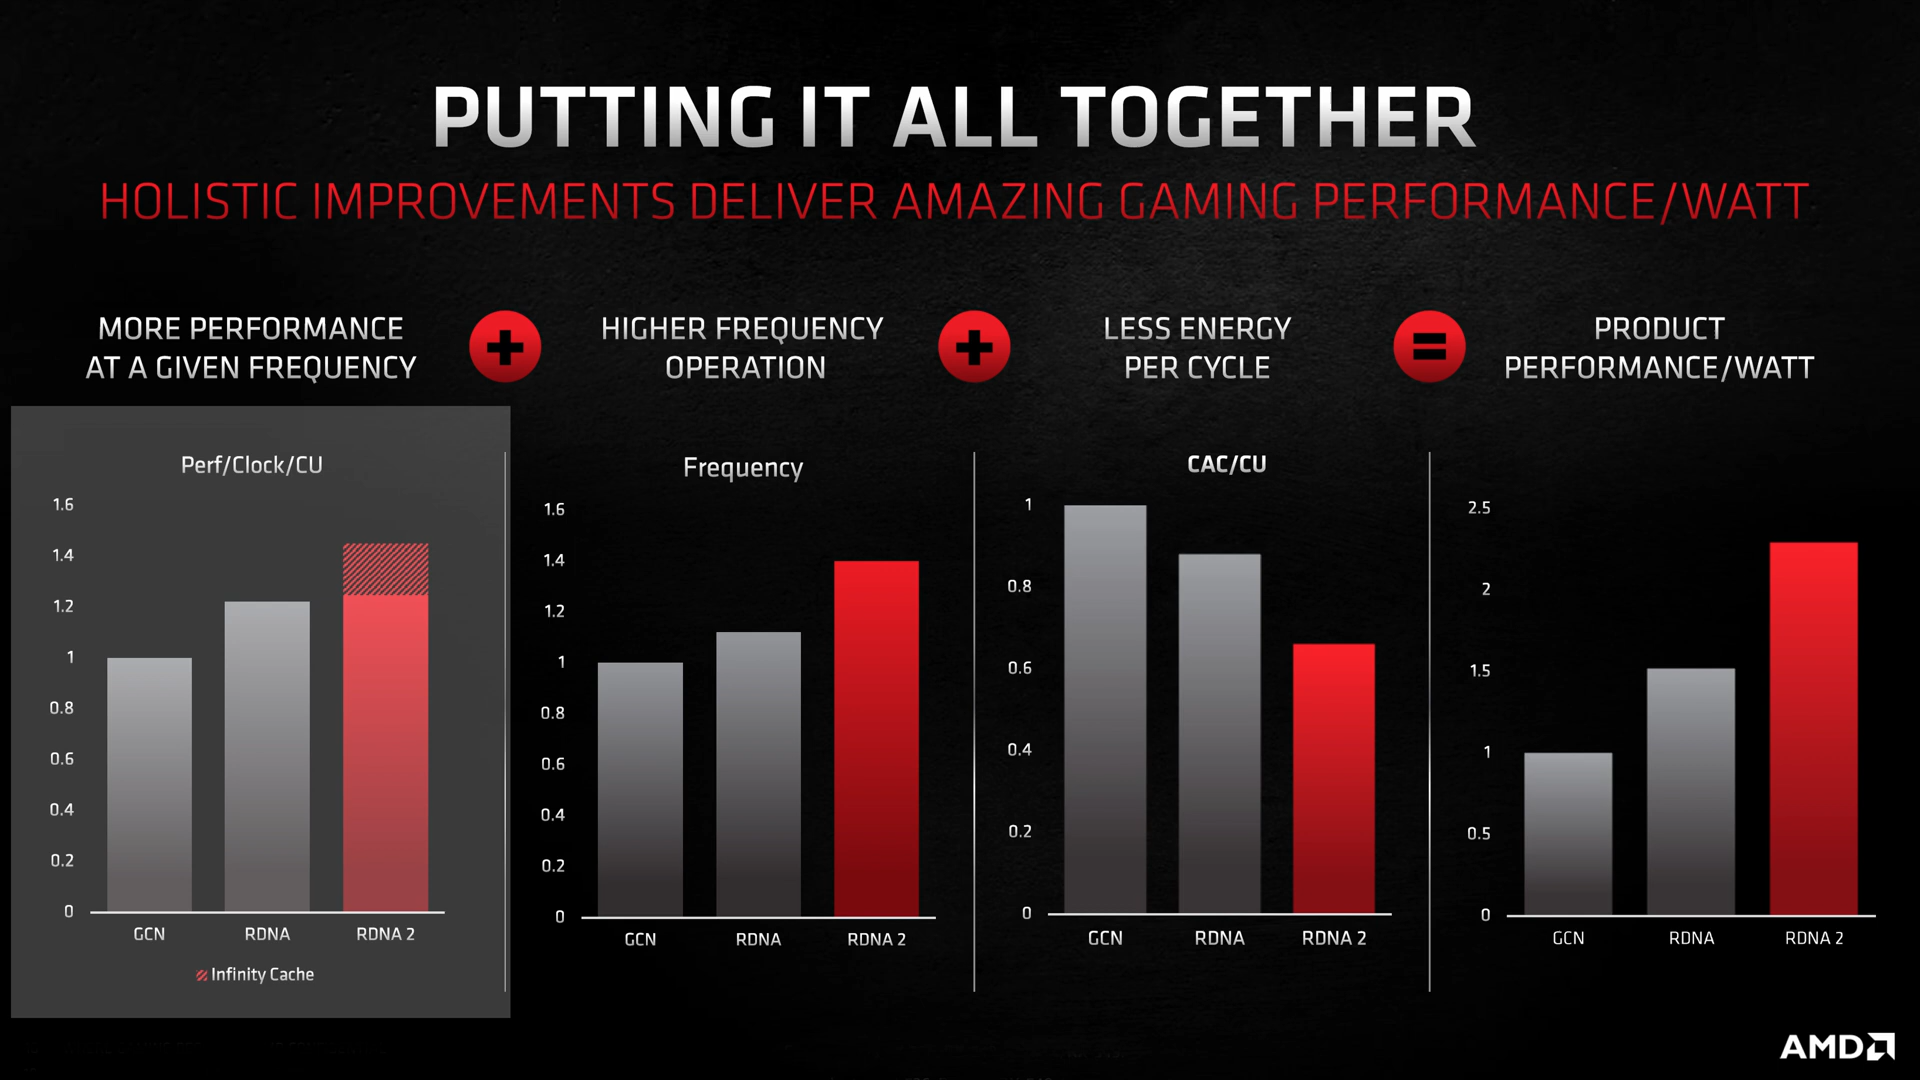 PUTTING IT ALL TOGETHER
HOLISTIC IMPROVEMENTS DELIVER AMAZING GAMING PERFORMANCE/WATT
MORE PERFORMANCE
AT A GIVEN FREQUENCY
HIGHER FREQUENCY
OPERATION
LESS ENERGY
PER CYCLE
PRODUCT
PERFORMANCE/WATT
Perf/Clock/CU
1.6
1.4
1.2
1
0.8
0.6
0.4
0.2
0
GCN RDNA RDNA 2
Infinity Cache
Frequency
1.6
1.4
1.2
1
0.8
0.6
0.4
0.2
0
GCN RDNA RDNA 2
CAC/CU
1
0.8
0.6
0.4
0.2
0
GCN RDNA RDNA 2
2.5
2
1.5
1
0.5
0
GCN RDNA RDNA 2
AMD